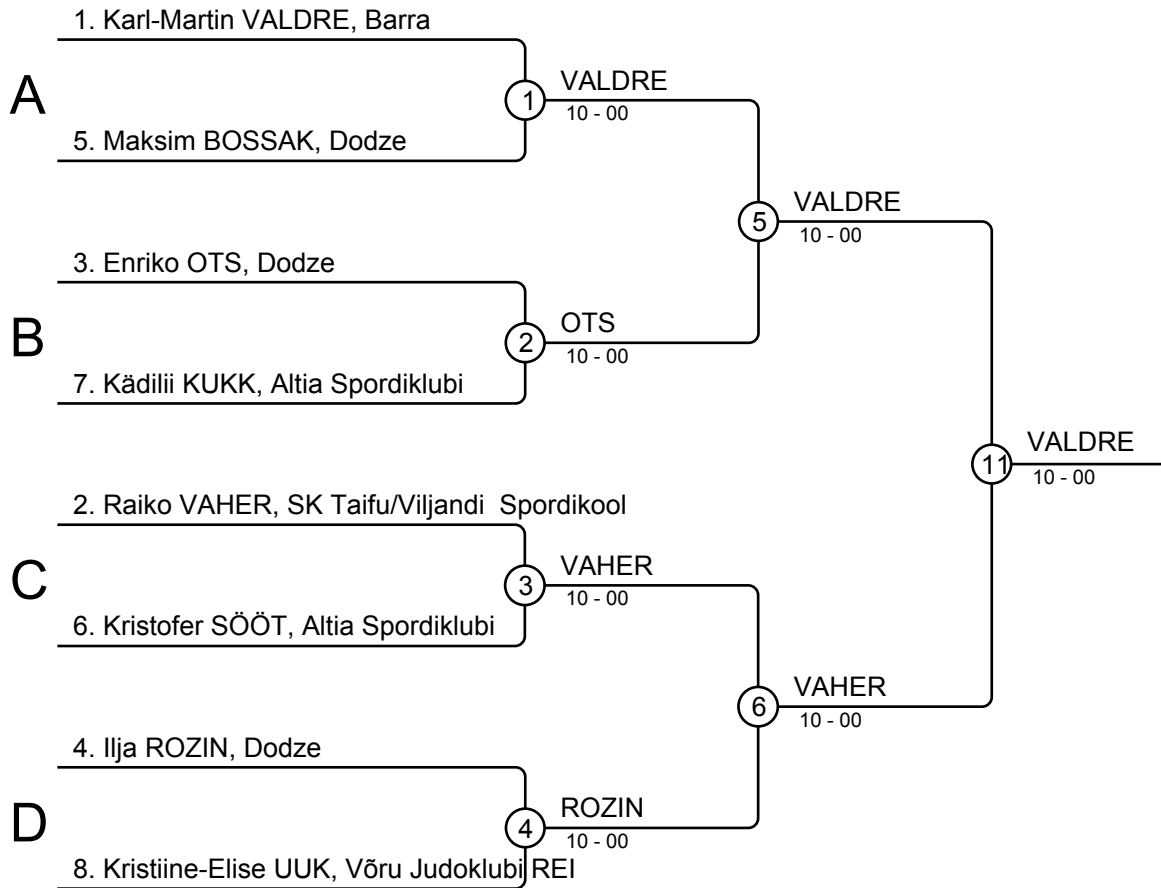 1. Karl-Martin VALDRE, Barra
A
1
VALDRE
10 - 00
5. Maksim BOSSAK, Dodze
5
VALDRE
10 - 00
3. Enriko OTS, Dodze
B
2
OTS
10 - 00
7. Kädilii KUKK, Altia Spordiklubi
11
VALDRE
10 - 00
2. Raiko VAHER, SK Taifu/Viljandi  Spordikool
C
3
VAHER
10 - 00
6. Kristofer SÖÖT, Altia Spordiklubi
6
VAHER
10 - 00
4. Ilja ROZIN, Dodze
D
4
ROZIN
10 - 00
8. Kristiine-Elise UUK, Võru Judoklubi REI